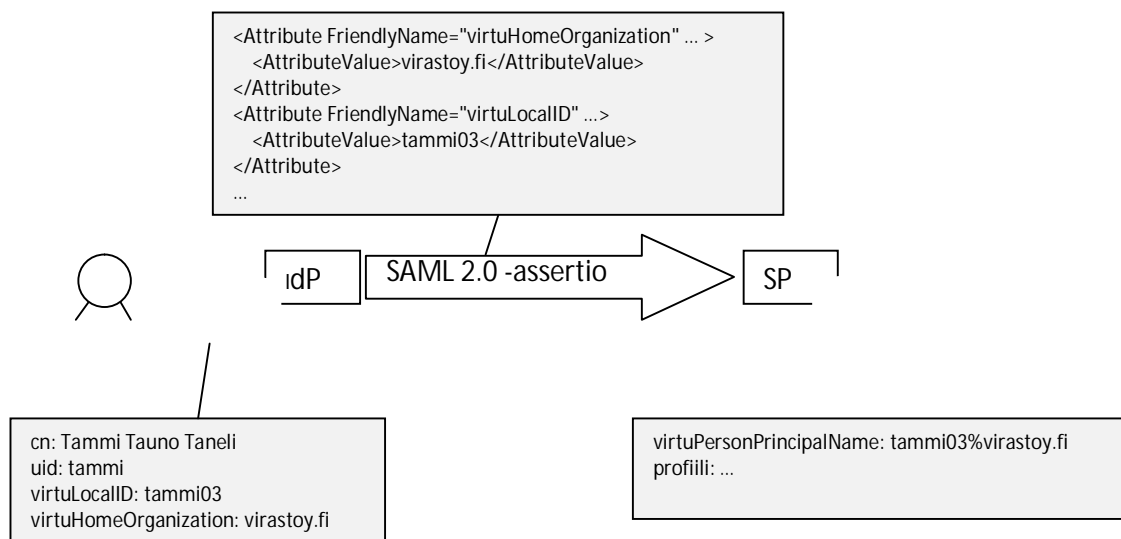 <Attribute FriendlyName="virtuHomeOrganization" ... >
<AttributeValue>virastoy.fi</AttributeValue>
</Attribute>
<Attribute FriendlyName="virtuLocalID" ...>
<AttributeValue>tammi03</AttributeValue>
</Attribute>
...
IdP
SAML 2.0 -assertio
SP
cn: Tammi Tauno Taneli
uid: tammi
virtuLocalID: tammi03
virtuHomeOrganization: virastoy.fi
virtuPersonPrincipalName: tammi03%virastoy.fi
profiili: ...